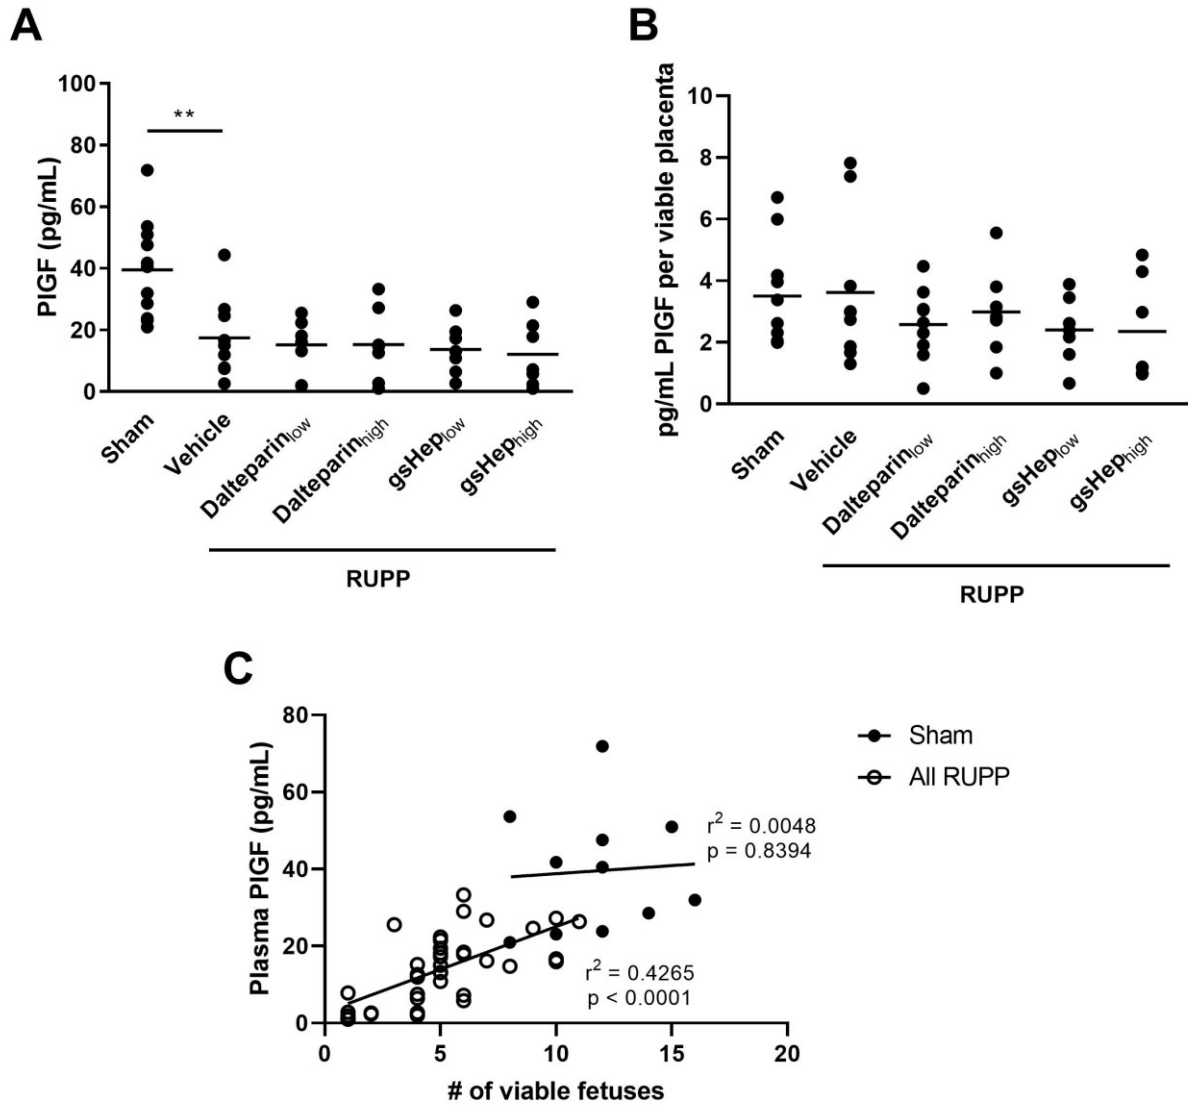 A
PlGF (pg/mL)
100
80
60
40
20
0
**
Sham
Vehicle
Dalteparinlow
Dalteparinhigh
gsHeplow
gsHephigh
RUPP
B
pg/mL PlGF per viable placenta
10
8
6
4
2
0
Sham
Vehicle
Dalteparinlow
Dalteparinhigh
gsHeplow
gsHephigh
RUPP
C
Plasma PlGF (pg/mL)
80
60
40
20
0
0 5 10 15 20
# of viable fetuses
Sham
All RUPP
r² = 0.0048
p = 0.8394
r² = 0.4265
p < 0.0001